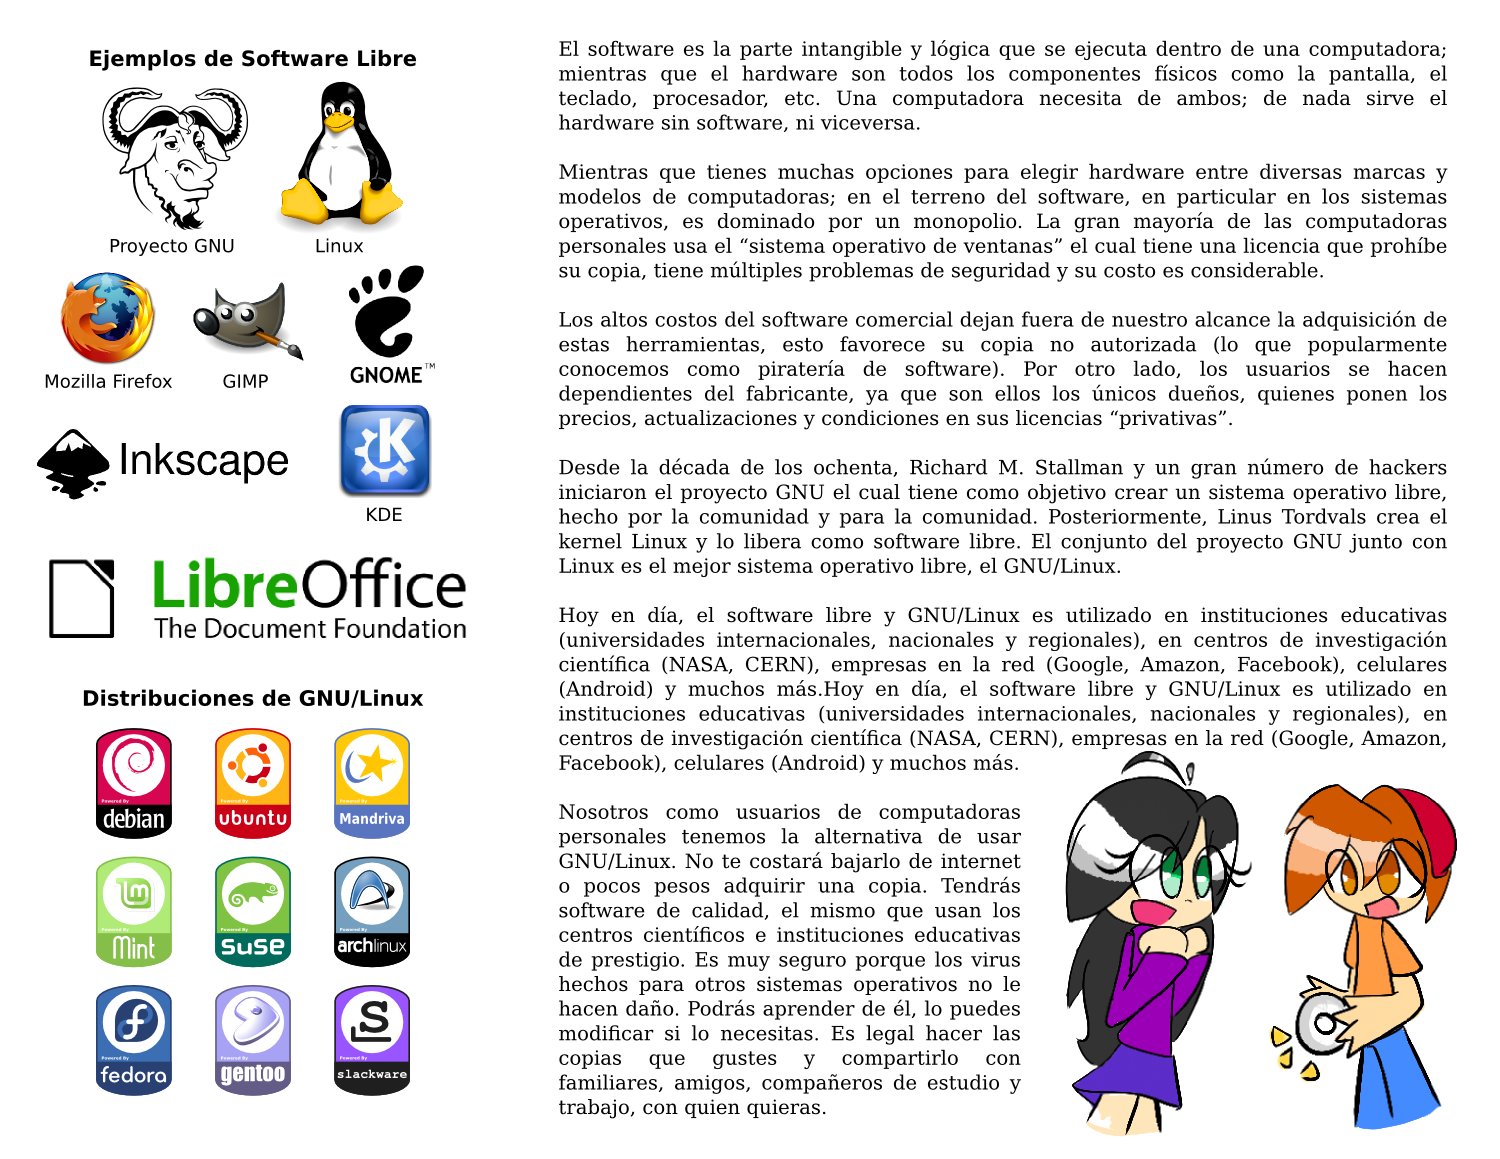 Ejemplos de Software Libre
Proyecto GNU
Linux
Mozilla Firefox
GIMP
GNOME™
Inkscape
KDE
LibreOffice
The Document Foundation
Distribuciones de GNU/Linux
Powered By
debian
Powered By
ubuntu
Powered By
Mandriva
Powered By
Mint
Powered By
suse
Powered By
archlinux
Powered By
fedora
Powered By
gentoo
Powered By
slackware
El software es la parte intangible y lógica que se ejecuta dentro de una computadora;
mientras que el hardware son todos los componentes físicos como la pantalla, el
teclado, procesador, etc. Una computadora necesita de ambos; de nada sirve el
hardware sin software, ni viceversa.
Mientras que tienes muchas opciones para elegir hardware entre diversas marcas y
modelos de computadoras; en el terreno del software, en particular en los sistemas
operativos, es dominado por un monopolio. La gran mayoría de las computadoras
personales usa el “sistema operativo de ventanas” el cual tiene una licencia que prohíbe
su copia, tiene múltiples problemas de seguridad y su costo es considerable.
Los altos costos del software comercial dejan fuera de nuestro alcance la adquisición de
estas herramientas, esto favorece su copia no autorizada (lo que popularmente
conocemos como piratería de software). Por otro lado, los usuarios se hacen
dependientes del fabricante, ya que son ellos los únicos dueños, quienes ponen los
precios, actualizaciones y condiciones en sus licencias “privativas”.
Desde la década de los ochenta, Richard M. Stallman y un gran número de hackers
iniciaron el proyecto GNU el cual tiene como objetivo crear un sistema operativo libre,
hecho por la comunidad y para la comunidad. Posteriormente, Linus Tordvals crea el
kernel Linux y lo libera como software libre. El conjunto del proyecto GNU junto con
Linux es el mejor sistema operativo libre, el GNU/Linux.
Hoy en día, el software libre y GNU/Linux es utilizado en instituciones educativas
(universidades internacionales, nacionales y regionales), en centros de investigación
científica (NASA, CERN), empresas en la red (Google, Amazon, Facebook), celulares
(Android) y muchos más.Hoy en día, el software libre y GNU/Linux es utilizado en
instituciones educativas (universidades internacionales, nacionales y regionales), en
centros de investigación científica (NASA, CERN), empresas en la red (Google, Amazon,
Facebook), celulares (Android) y muchos más.
Nosotros como usuarios de computadoras
personales tenemos la alternativa de usar
GNU/Linux. No te costará bajarlo de internet
o pocos pesos adquirir una copia. Tendrás
software de calidad, el mismo que usan los
centros científicos e instituciones educativas
de prestigio. Es muy seguro porque los virus
hechos para otros sistemas operativos no le
hacen daño. Podrás aprender de él, lo puedes
modificar si lo necesitas. Es legal hacer las
copias que gustes y compartirlo con
familiares, amigos, compañeros de estudio y
trabajo, con quien quieras.